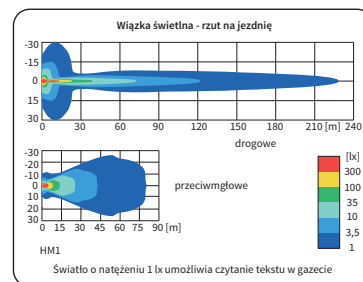 Wiązka świetlna - rzut na jezdnię
-30
-15
0
15
30
0 30 60 90 120 150 180 210 [m] 240
drogowe
-30
-20
-10
0
10
20
30
0 15 30 45 60 75 90 [m]
przeciwmgłowe
[lx]
300
100
35
10
3,5
1
HM1
Światło o natężeniu 1 lx umożliwia czytanie tekstu w gazecie